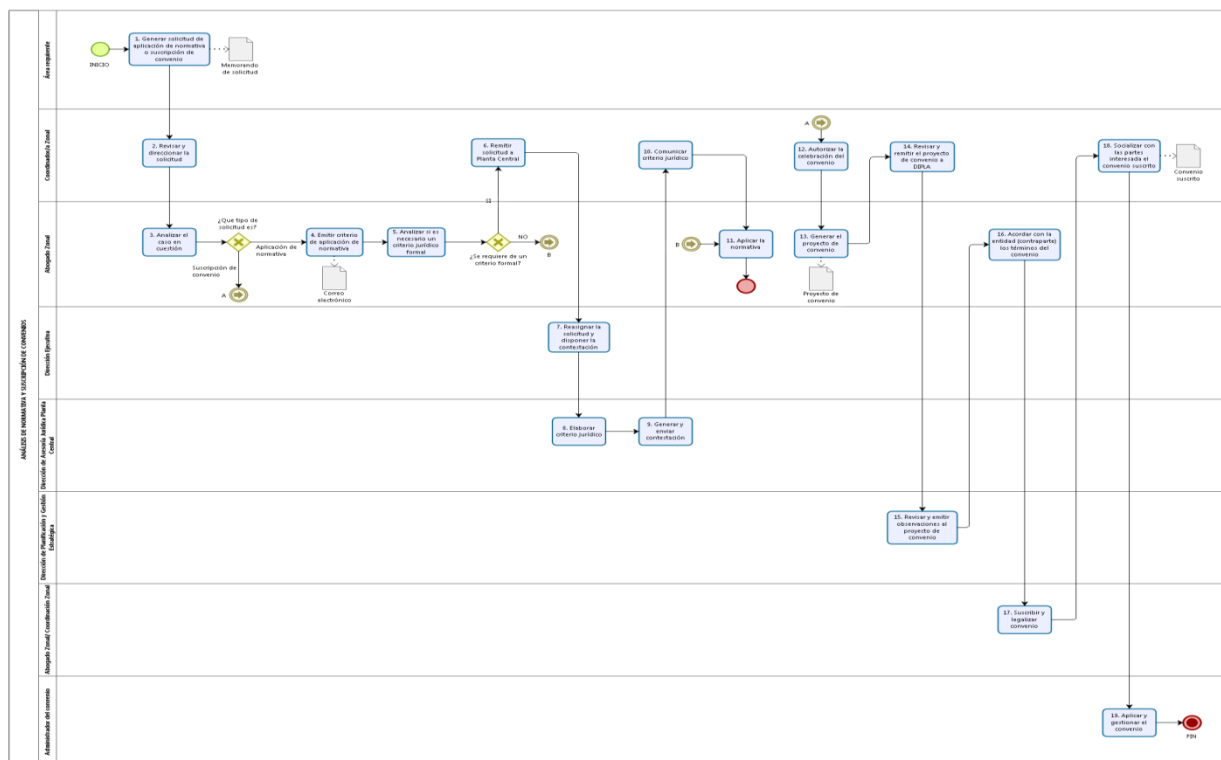 ANÁLISIS DE NORMATIVA Y SUSCRIPCIÓN DE CONVENIOS
Área requirente
INICIO
1. Generar solicitud de
aplicación de normativa
o suscripción de
convenio
Memorando
de solicitud
Coordinador/a Zonal
2. Revisar y
direccionar la
solicitud
6. Remitir
solicitud a
Planta Central
10. Comunicar
criterio jurídico
A
12. Autorizar la
celebración del
convenio
14. Revisar y
remitir el proyecto
de convenio a
DIPLA
18. Socializar con
las partes
interesada el
convenio suscrito
Convenio
suscrito
Abogado Zonal
3. Analizar el
caso en
cuestión
¿Que tipo de
solicitud es?
Aplicación de
normativa
Suscripción de
convenio
A
4. Emitir criterio
de aplicación de
normativa
Correo
electrónico
5. Analizar si es
necesario un
criterio jurídico
formal
SI
NO
B
¿Se requiere de un
criterio formal?
B
11. Aplicar la
normativa
13. Generar el
proyecto de
convenio
Proyecto de
convenio
16. Acordar con la
entidad (contraparte)
los términos del
convenio
Dirección Ejecutiva
7. Reasignar la
solicitud y
disponer la
contestación
Dirección de Asesoría Jurídica Planta
Central
8. Elaborar
criterio jurídico
9. Generar y
enviar
contestación
Dirección de Planificación y Gestión
Estratégica
15. Revisar y emitir
observaciones al
proyecto de
convenio
Abogado Zonal/ Coordinación Zonal
17. Suscribir y
legalizar
convenio
Administrador del convenio
19. Aplicar y
gestionar el
convenio
FIN